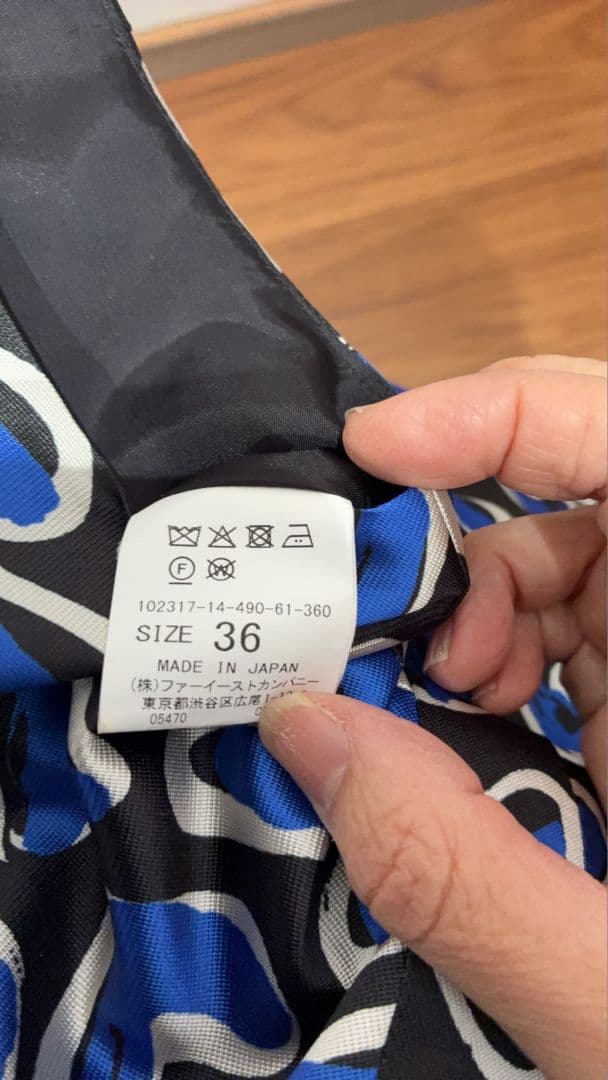 F W
102317-14-490-61-360
SIZE 36
MADE IN JAPAN
(株)ファーイーストカンパニー
東京都渋谷区広尾
05470